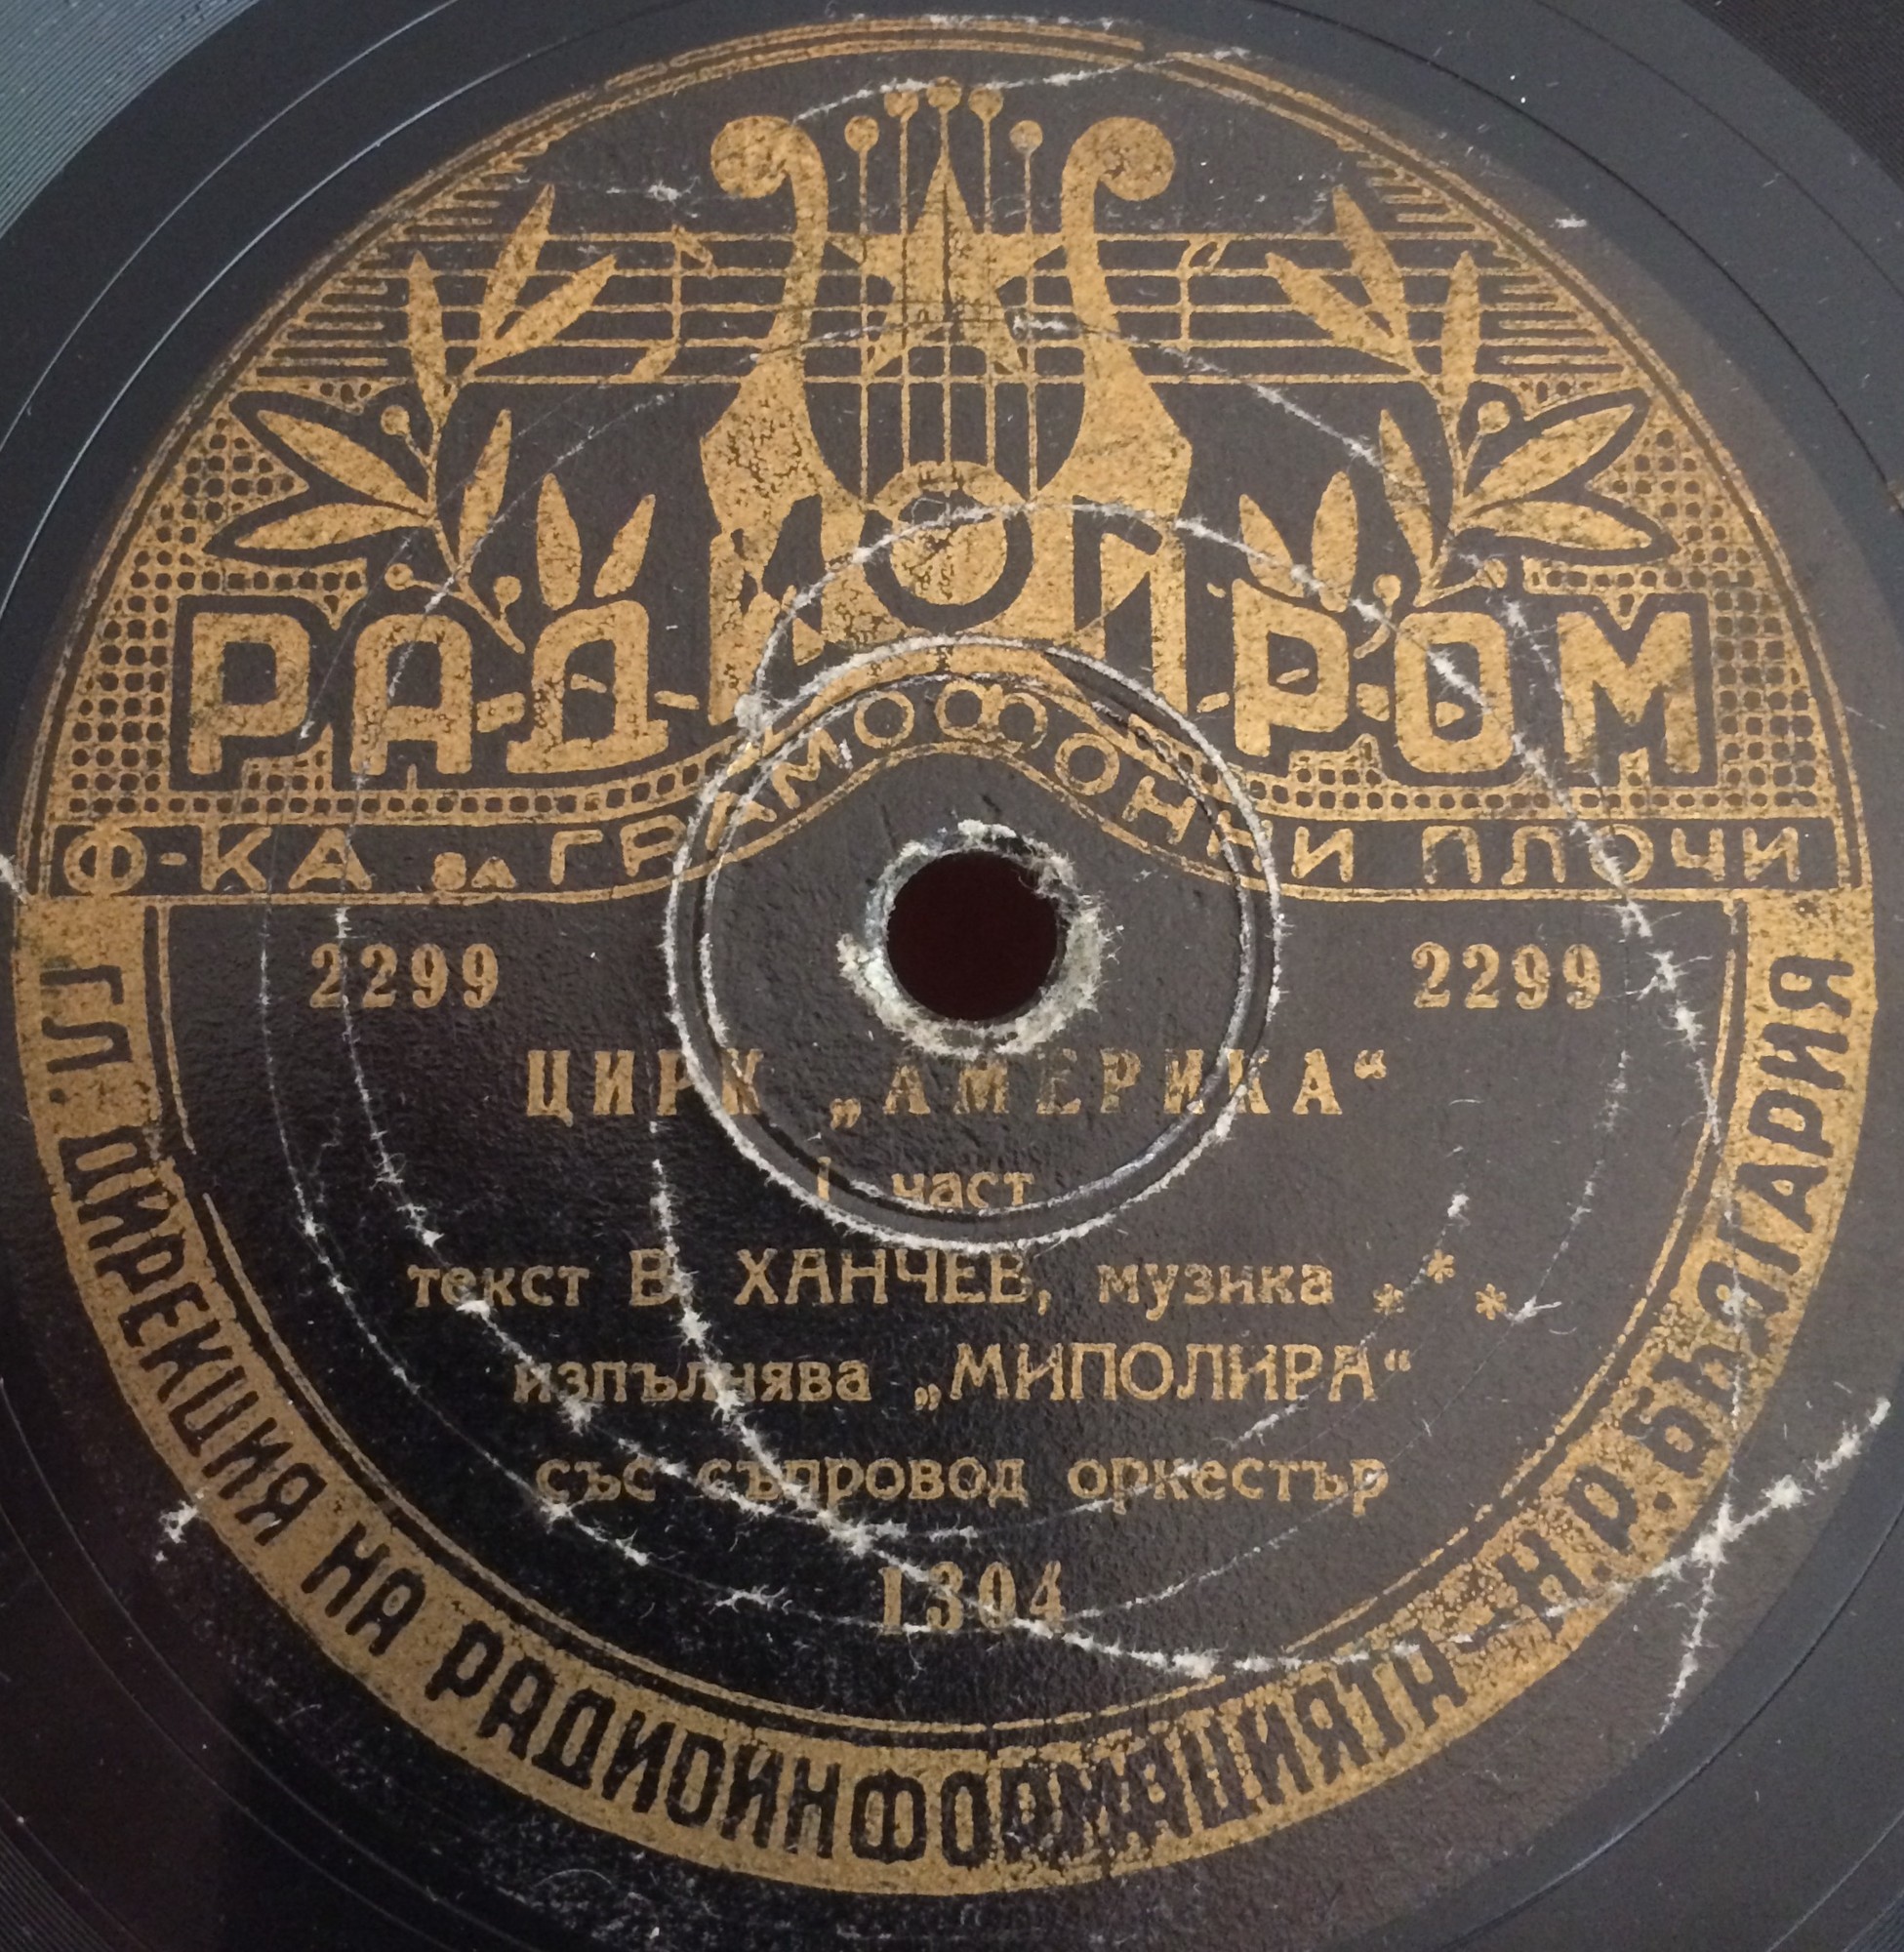 РАДИОПРОМ
Ф-КА ЗА ГРАМОФОННИ ПЛОЧИ
2299 2299
ЦИРК „АМЕРИКА“
I част
текст В. ХАНЧЕВ, музика * * *
изпълнява „МИПОЛИРА“
със съпровод оркестър
1304
ГЛ. ДИРЕКЦИЯ НА РАДИОИНФОРМАЦИЯТА - Н.Р.БЪЛГАРИЯ